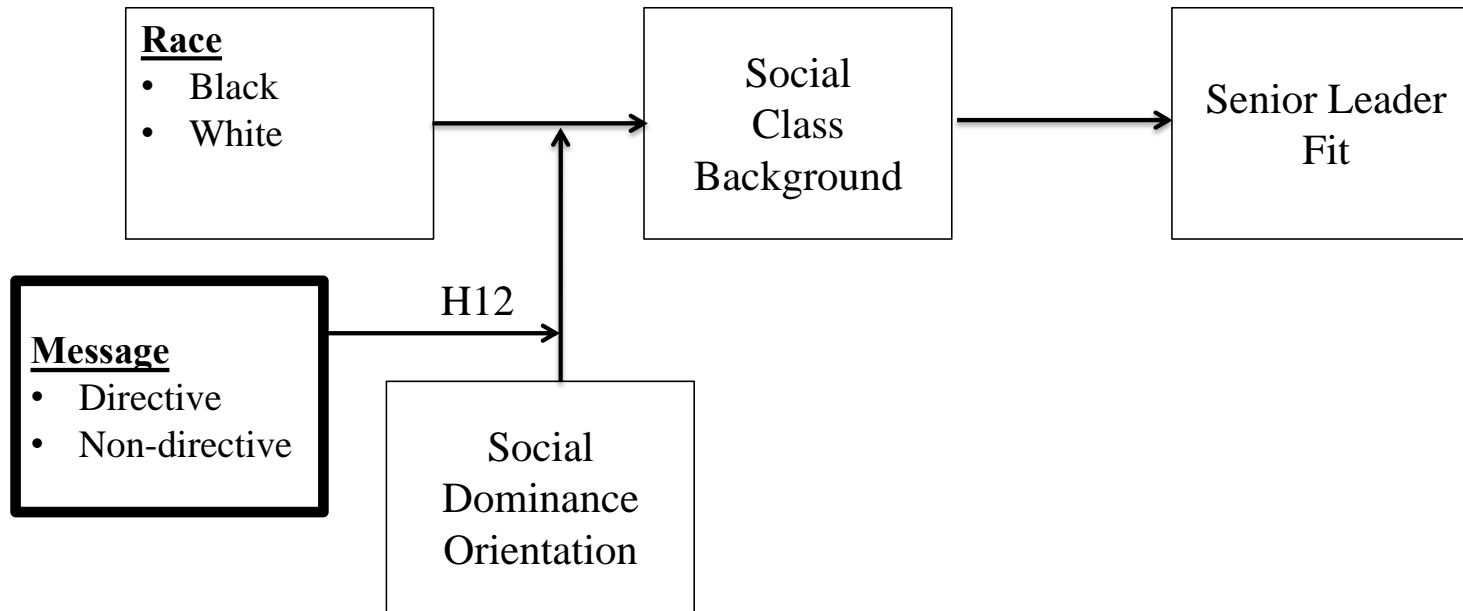 Race
• Black
• White
Social
Class
Background
Senior Leader
Fit
H12
Message
• Directive
• Non-directive
Social
Dominance
Orientation